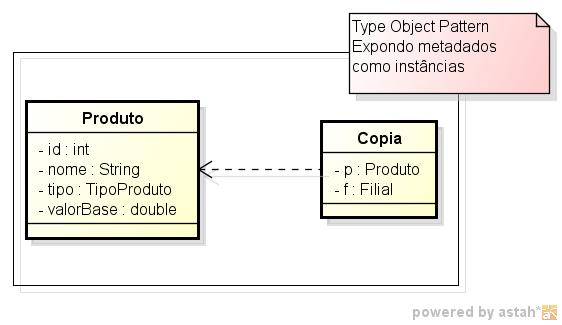 Type Object Pattern
Expondo metadados
como instâncias
Produto
- id : int
- nome : String
- tipo : TipoProduto
- valorBase : double
Copia
- p : Produto
- f : Filial
powered by astah*